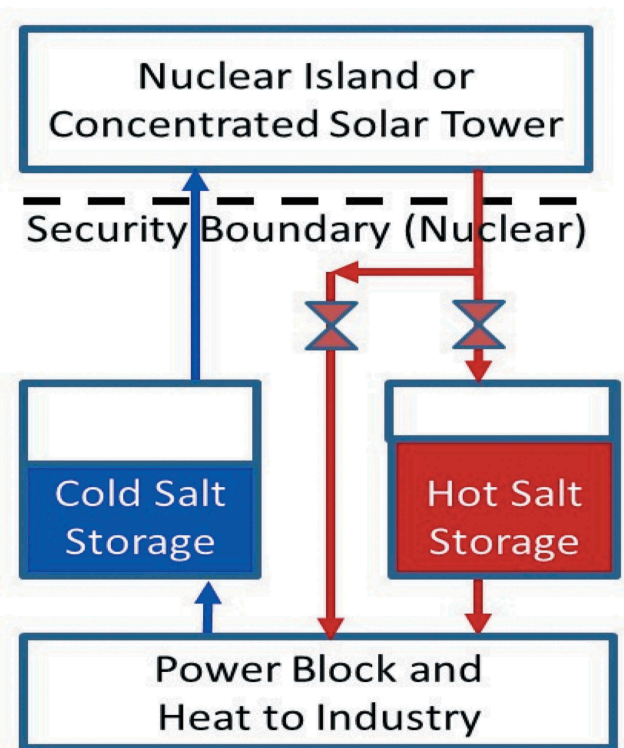 Nuclear Island or
Concentrated Solar Tower
Security Boundary (Nuclear)
Cold Salt
Storage
Hot Salt
Storage
Power Block and
Heat to Industry